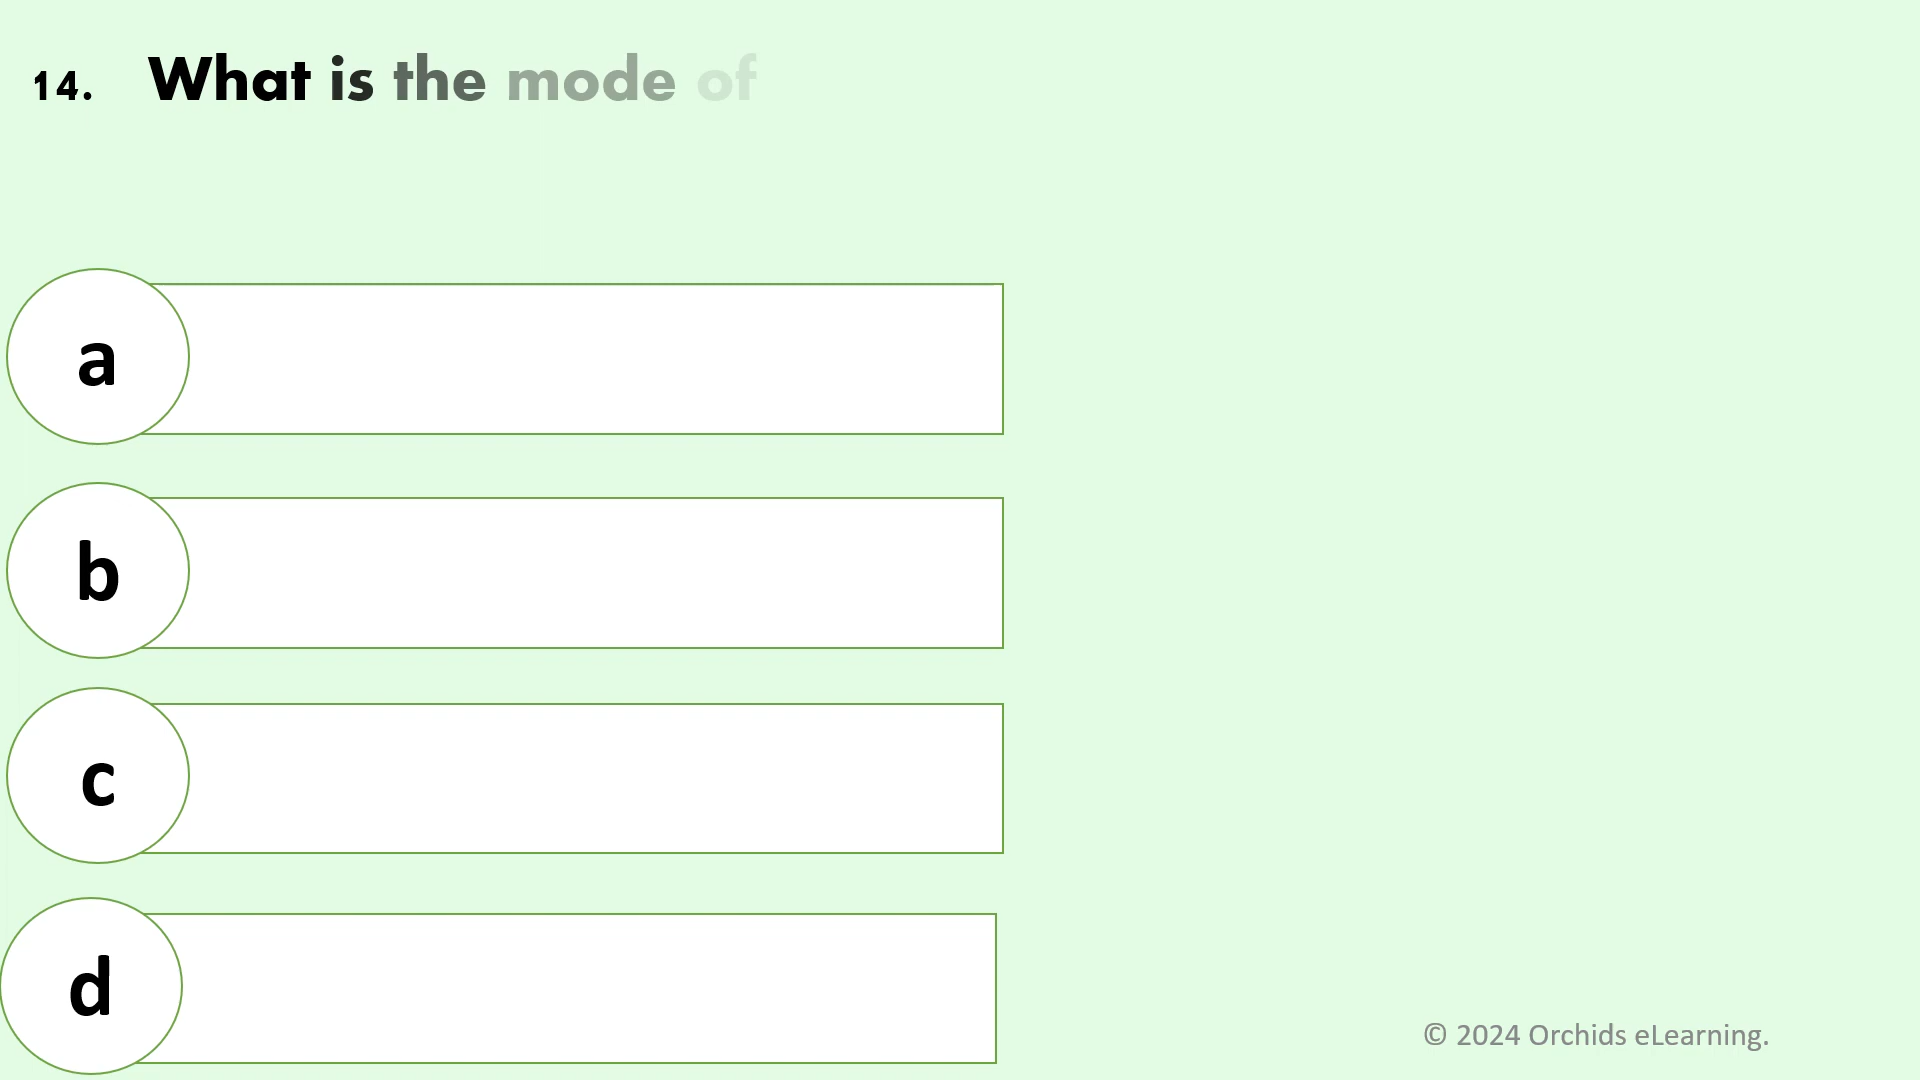 14. What is the mode of
a
b
c
d
© 2024 Orchids eLearning.